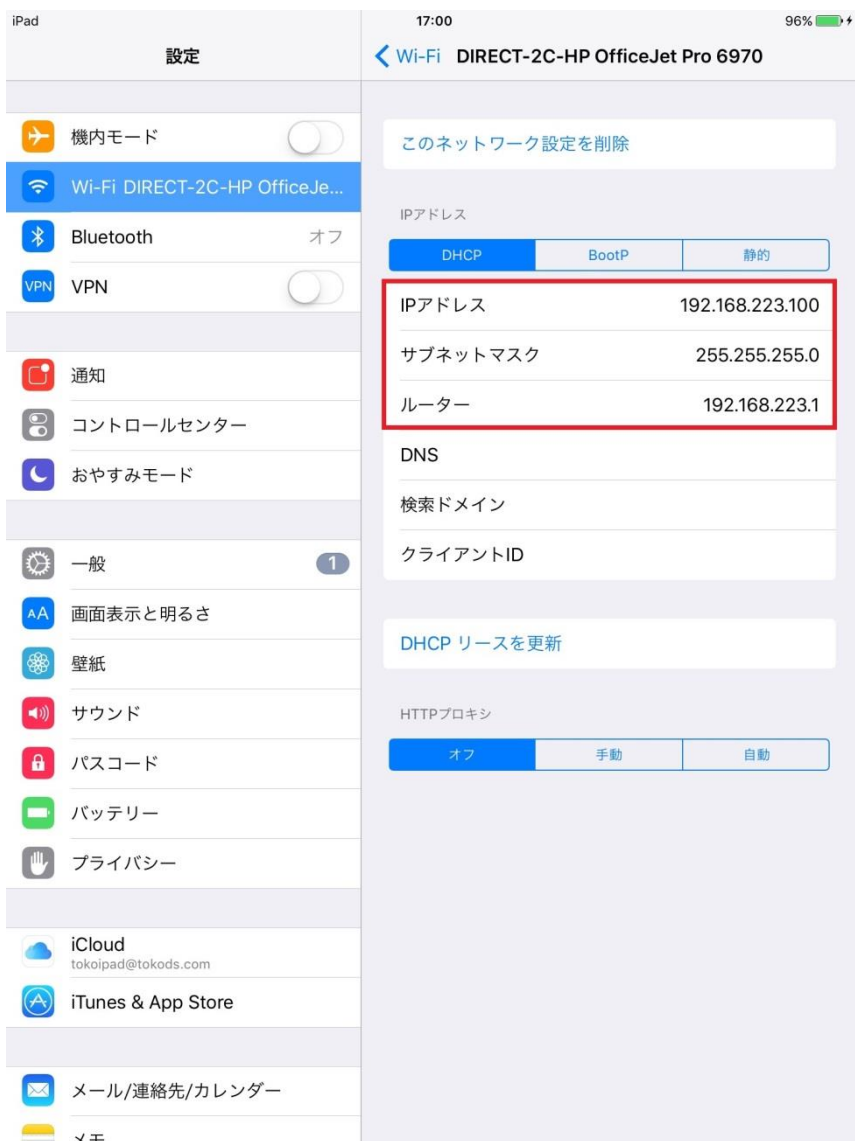 iPad
17:00
96%
設定
Wi-Fi DIRECT-2C-HP OfficeJet Pro 6970
機内モード
Wi-Fi DIRECT-2C-HP OfficeJe...
Bluetooth オフ
VPN VPN
通知
コントロールセンター
おやすみモード
一般 1
AA 画面表示と明るさ
壁紙
サウンド
パスコード
バッテリー
プライバシー
iCloud
tokoipad@tokods.com
iTunes & App Store
メール/連絡先/カレンダー
メモ
このネットワーク設定を削除
IPアドレス
DHCP BootP 静的
IPアドレス 192.168.223.100
サブネットマスク 255.255.255.0
ルーター 192.168.223.1
DNS
検索ドメイン
クライアントID
DHCP リースを更新
HTTPプロキシ
オフ 手動 自動